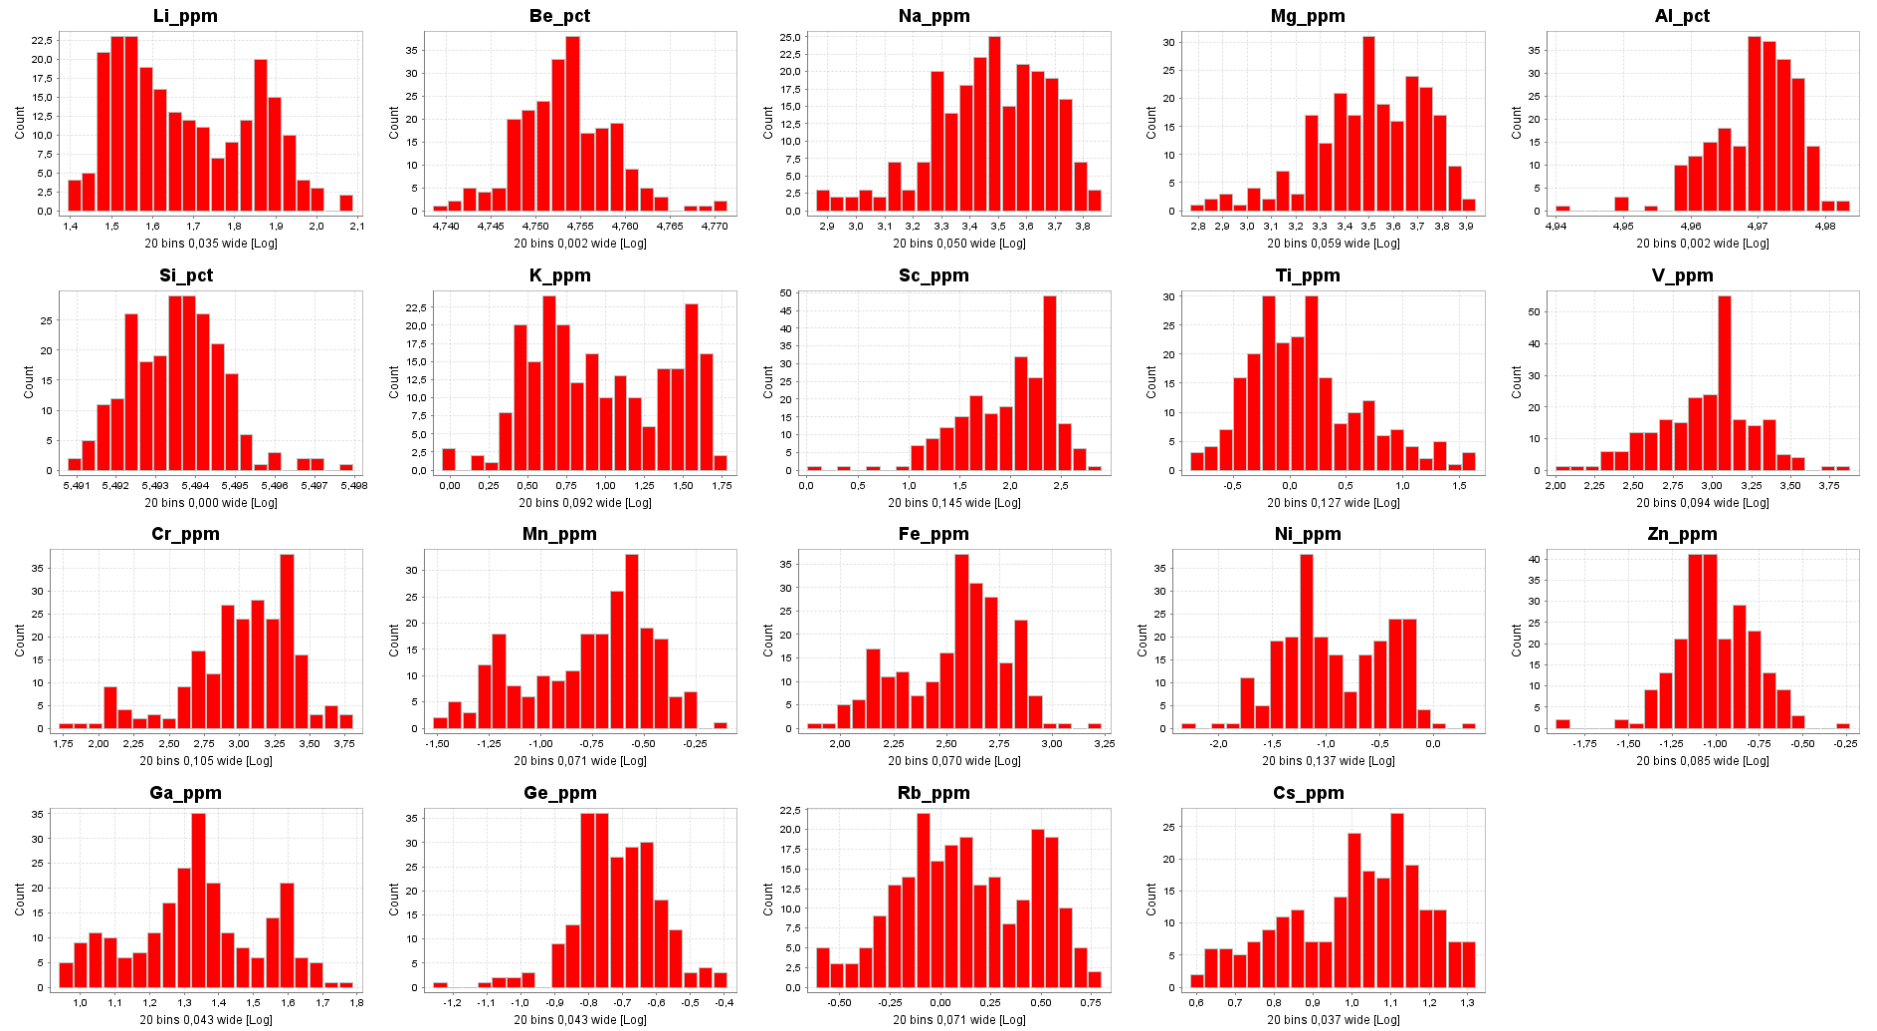 Li_ppm
Count
22,5
20,0
17,5
15,0
12,5
10,0
7,5
5,0
2,5
0,0
1,4 1,5 1,6 1,7 1,8 1,9 2,0 2,1
20 bins 0,035 wide [Log]
Be_pct
Count
35
30
25
20
15
10
5
0
4,740 4,745 4,750 4,755 4,760 4,765 4,770
20 bins 0,002 wide [Log]
Na_ppm
Count
25,0
22,5
20,0
17,5
15,0
12,5
10,0
7,5
5,0
2,5
0,0
2,9 3,0 3,1 3,2 3,3 3,4 3,5 3,6 3,7 3,8
20 bins 0,050 wide [Log]
Mg_ppm
Count
30
25
20
15
10
5
0
2,8 2,9 3,0 3,1 3,2 3,3 3,4 3,5 3,6 3,7 3,8 3,9
20 bins 0,059 wide [Log]
Al_pct
Count
35
30
25
20
15
10
5
0
4,94 4,95 4,96 4,97 4,98
20 bins 0,002 wide [Log]
Si_pct
Count
25
20
15
10
5
0
5,491 5,492 5,493 5,494 5,495 5,496 5,497 5,498
20 bins 0,000 wide [Log]
K_ppm
Count
22,5
20,0
17,5
15,0
12,5
10,0
7,5
5,0
2,5
0,0
0,00 0,25 0,50 0,75 1,00 1,25 1,50 1,75
20 bins 0,092 wide [Log]
Sc_ppm
Count
50
45
40
35
30
25
20
15
10
5
0
0,0 0,5 1,0 1,5 2,0 2,5
20 bins 0,145 wide [Log]
Ti_ppm
Count
30
25
20
15
10
5
0
-0,5 0,0 0,5 1,0 1,5
20 bins 0,127 wide [Log]
V_ppm
Count
50
40
30
20
10
0
2,00 2,25 2,50 2,75 3,00 3,25 3,50 3,75
20 bins 0,094 wide [Log]
Cr_ppm
Count
35
30
25
20
15
10
5
0
1,75 2,00 2,25 2,50 2,75 3,00 3,25 3,50 3,75
20 bins 0,105 wide [Log]
Mn_ppm
Count
30
25
20
15
10
5
0
-1,50 -1,25 -1,00 -0,75 -0,50 -0,25
20 bins 0,071 wide [Log]
Fe_ppm
Count
35
30
25
20
15
10
5
0
2,00 2,25 2,50 2,75 3,00 3,25
20 bins 0,070 wide [Log]
Ni_ppm
Count
35
30
25
20
15
10
5
0
-2,0 -1,5 -1,0 -0,5 0,0
20 bins 0,137 wide [Log]
Zn_ppm
Count
40
35
30
25
20
15
10
5
0
-1,75 -1,50 -1,25 -1,00 -0,75 -0,50 -0,25
20 bins 0,085 wide [Log]
Ga_ppm
Count
35
30
25
20
15
10
5
0
1,0 1,1 1,2 1,3 1,4 1,5 1,6 1,7 1,8
20 bins 0,043 wide [Log]
Ge_ppm
Count
35
30
25
20
15
10
5
0
-1,2 -1,1 -1,0 -0,9 -0,8 -0,7 -0,6 -0,5 -0,4
20 bins 0,043 wide [Log]
Rb_ppm
Count
22,5
20,0
17,5
15,0
12,5
10,0
7,5
5,0
2,5
0,0
-0,50 -0,25 0,00 0,25 0,50 0,75
20 bins 0,071 wide [Log]
Cs_ppm
Count
25
20
15
10
5
0
0,6 0,7 0,8 0,9 1,0 1,1 1,2 1,3
20 bins 0,037 wide [Log]